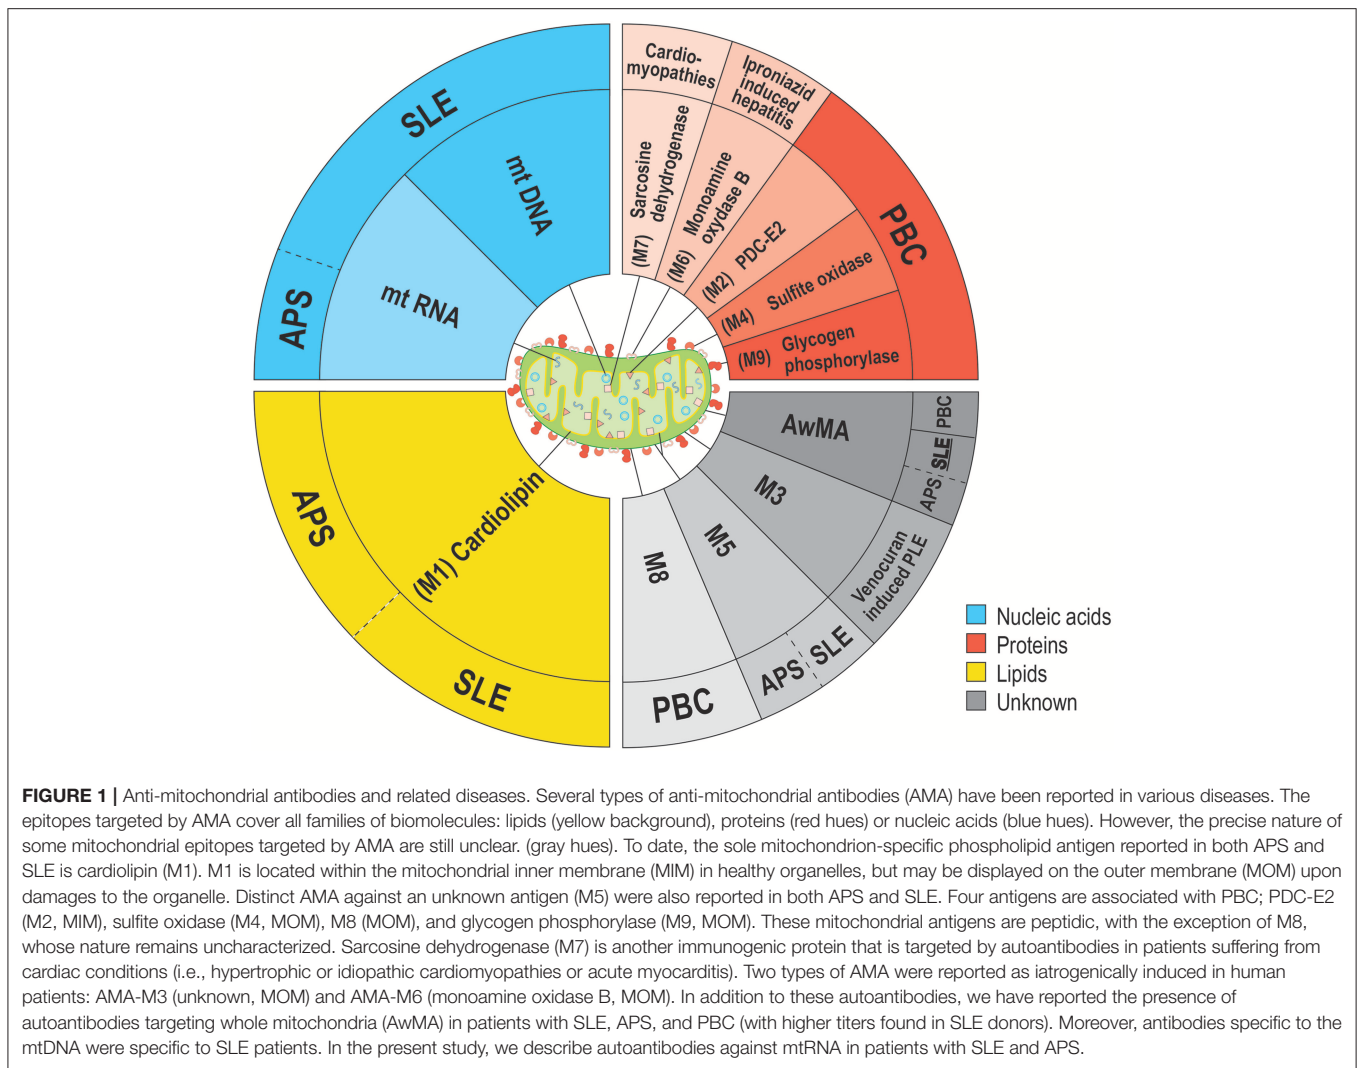 SLE
APS
mt DNA
mt RNA
Cardio-
myopathies
Iproniazid
induced
hepatitis
PBC
Sarcosine
dehydrogenase
(M7)
Monoamine
oxydase B
(M6)
(M2) PDC-E2
(M4) Sulfite oxidase
(M9) Glycogen
phosphorylase
APS
SLE
(M1) Cardiolipin
AwMA
PBC
SLE
APS
M3
Venocuran
induced PLE
M5
APS
SLE
M8
PBC
Nucleic acids
Proteins
Lipids
Unknown
FIGURE 1 | Anti-mitochondrial antibodies and related diseases. Several types of anti-mitochondrial antibodies (AMA) have been reported in various diseases. The
epitopes targeted by AMA cover all families of biomolecules: lipids (yellow background), proteins (red hues) or nucleic acids (blue hues). However, the precise nature of
some mitochondrial epitopes targeted by AMA are still unclear. (gray hues). To date, the sole mitochondrion-specific phospholipid antigen reported in both APS and
SLE is cardiolipin (M1). M1 is located within the mitochondrial inner membrane (MIM) in healthy organelles, but may be displayed on the outer membrane (MOM) upon
damages to the organelle. Distinct AMA against an unknown antigen (M5) were also reported in both APS and SLE. Four antigens are associated with PBC; PDC-E2
(M2, MIM), sulfite oxidase (M4, MOM), M8 (MOM), and glycogen phosphorylase (M9, MOM). These mitochondrial antigens are peptidic, with the exception of M8,
whose nature remains uncharacterized. Sarcosine dehydrogenase (M7) is another immunogenic protein that is targeted by autoantibodies in patients suffering from
cardiac conditions (i.e., hypertrophic or idiopathic cardiomyopathies or acute myocarditis). Two types of AMA were reported as iatrogenically induced in human
patients: AMA-M3 (unknown, MOM) and AMA-M6 (monoamine oxidase B, MOM). In addition to these autoantibodies, we have reported the presence of
autoantibodies targeting whole mitochondria (AwMA) in patients with SLE, APS, and PBC (with higher titers found in SLE donors). Moreover, antibodies specific to the
mtDNA were specific to SLE patients. In the present study, we describe autoantibodies against mtRNA in patients with SLE and APS.